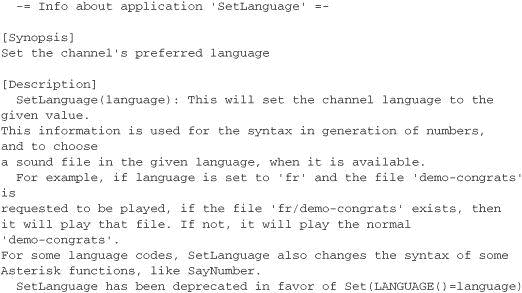 -= Info about application 'SetLanguage' =-
[Synopsis]
Set the channel's preferred language
[Description]
SetLanguage(language): This will set the channel language to the
given value.
This information is used for the syntax in generation of numbers,
and to choose
a sound file in the given language, when it is available.
For example, if language is set to 'fr' and the file 'demo-congrats'
is
requested to be played, if the file 'fr/demo-congrats' exists, then
it will play that file. If not, it will play the normal
'demo-congrats'.
For some language codes, SetLanguage also changes the syntax of some
Asterisk functions, like SayNumber.
SetLanguage has been deprecated in favor of Set(LANGUAGE()=language)